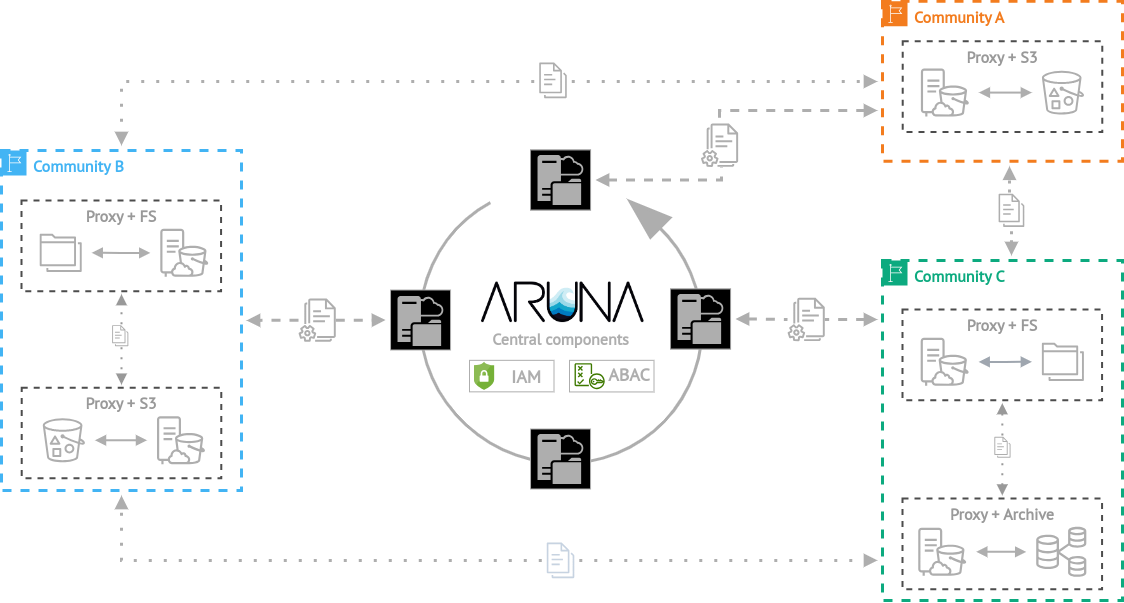 Community A
Proxy + S3
Community B
Proxy + FS
Proxy + S3
ARUNA
Central components
IAM
ABAC
Community C
Proxy + FS
Proxy + Archive